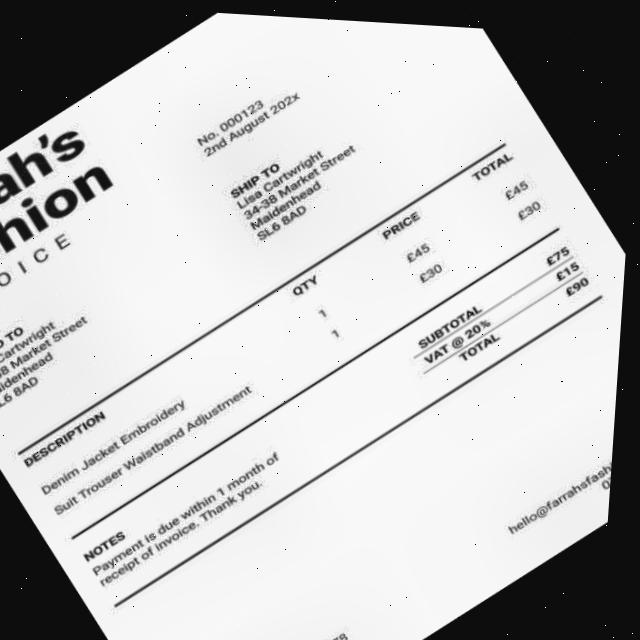 ah's
hion
OICE
No. 000123
2nd August 202x
SHIP TO
Lisa Cartwright
34-38 Market Street
Maidenhead
SL6 8AD
TO
Cartwright
8 Market Street
idenhead
L6 8AD
DESCRIPTION QTY PRICE TOTAL
Denim Jacket Embroidery 1 £45 £45
Suit Trouser Waistband Adjustment 1 £30 £30
SUBTOTAL £75
VAT @ 20% £15
TOTAL £90
NOTES
Payment is due within 1 month of
receipt of invoice. Thank you.
hello@farrahsfash